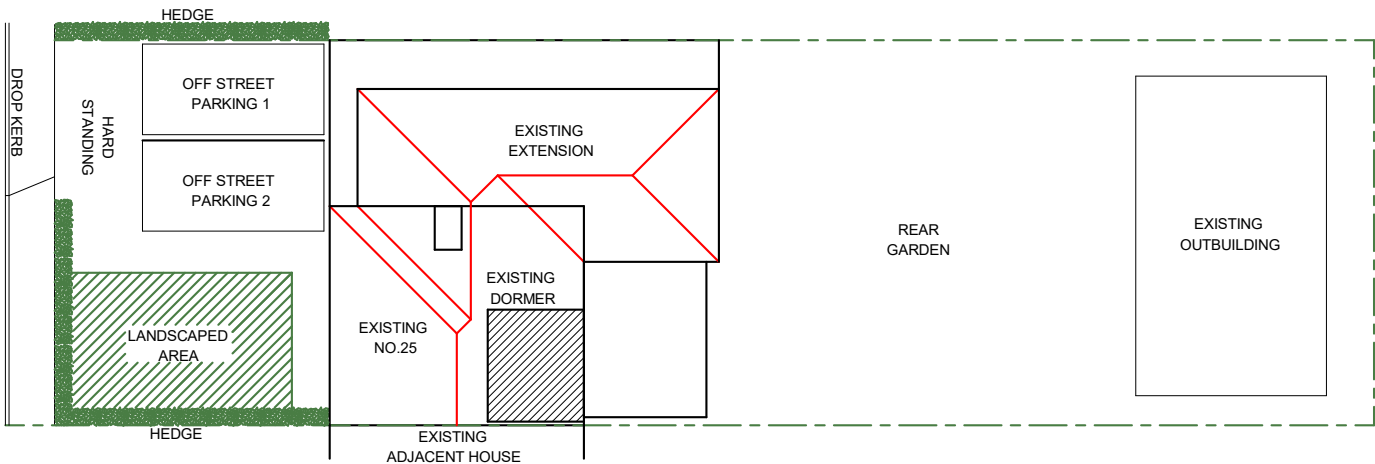 HEDGE
DROP KERB
HARD
STANDING
OFF STREET
PARKING 1
OFF STREET
PARKING 2
LANDSCAPED
AREA
HEDGE
EXISTING
EXTENSION
EXISTING
DORMER
EXISTING
NO.25
EXISTING
ADJACENT HOUSE
REAR
GARDEN
EXISTING
OUTBUILDING